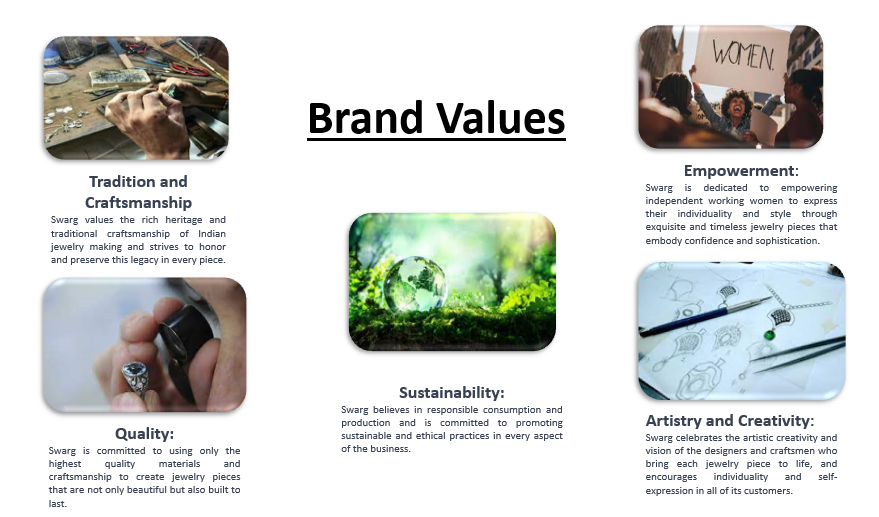 Brand Values
Tradition and
Craftsmanship
Swarg values the rich heritage and
traditional craftsmanship of Indian
jewelry making and strives to honor
and preserve this legacy in every piece.
Quality:
Swarg is committed to using only the
highest quality materials and
craftsmanship to create jewelry pieces
that are not only beautiful but also built to
last.
Sustainability:
Swarg believes in responsible consumption and
production and is committed to promoting
sustainable and ethical practices in every aspect
of the business.
WOMEN.
Empowerment:
Swarg is dedicated to empowering
independent working women to express
their individuality and style through
exquisite and timeless jewelry pieces that
embody confidence and sophistication.
Artistry and Creativity:
Swarg celebrates the artistic creativity and
vision of the designers and craftsmen who
bring each jewelry piece to life, and
encourages individuality and self-
expression in all of its customers.